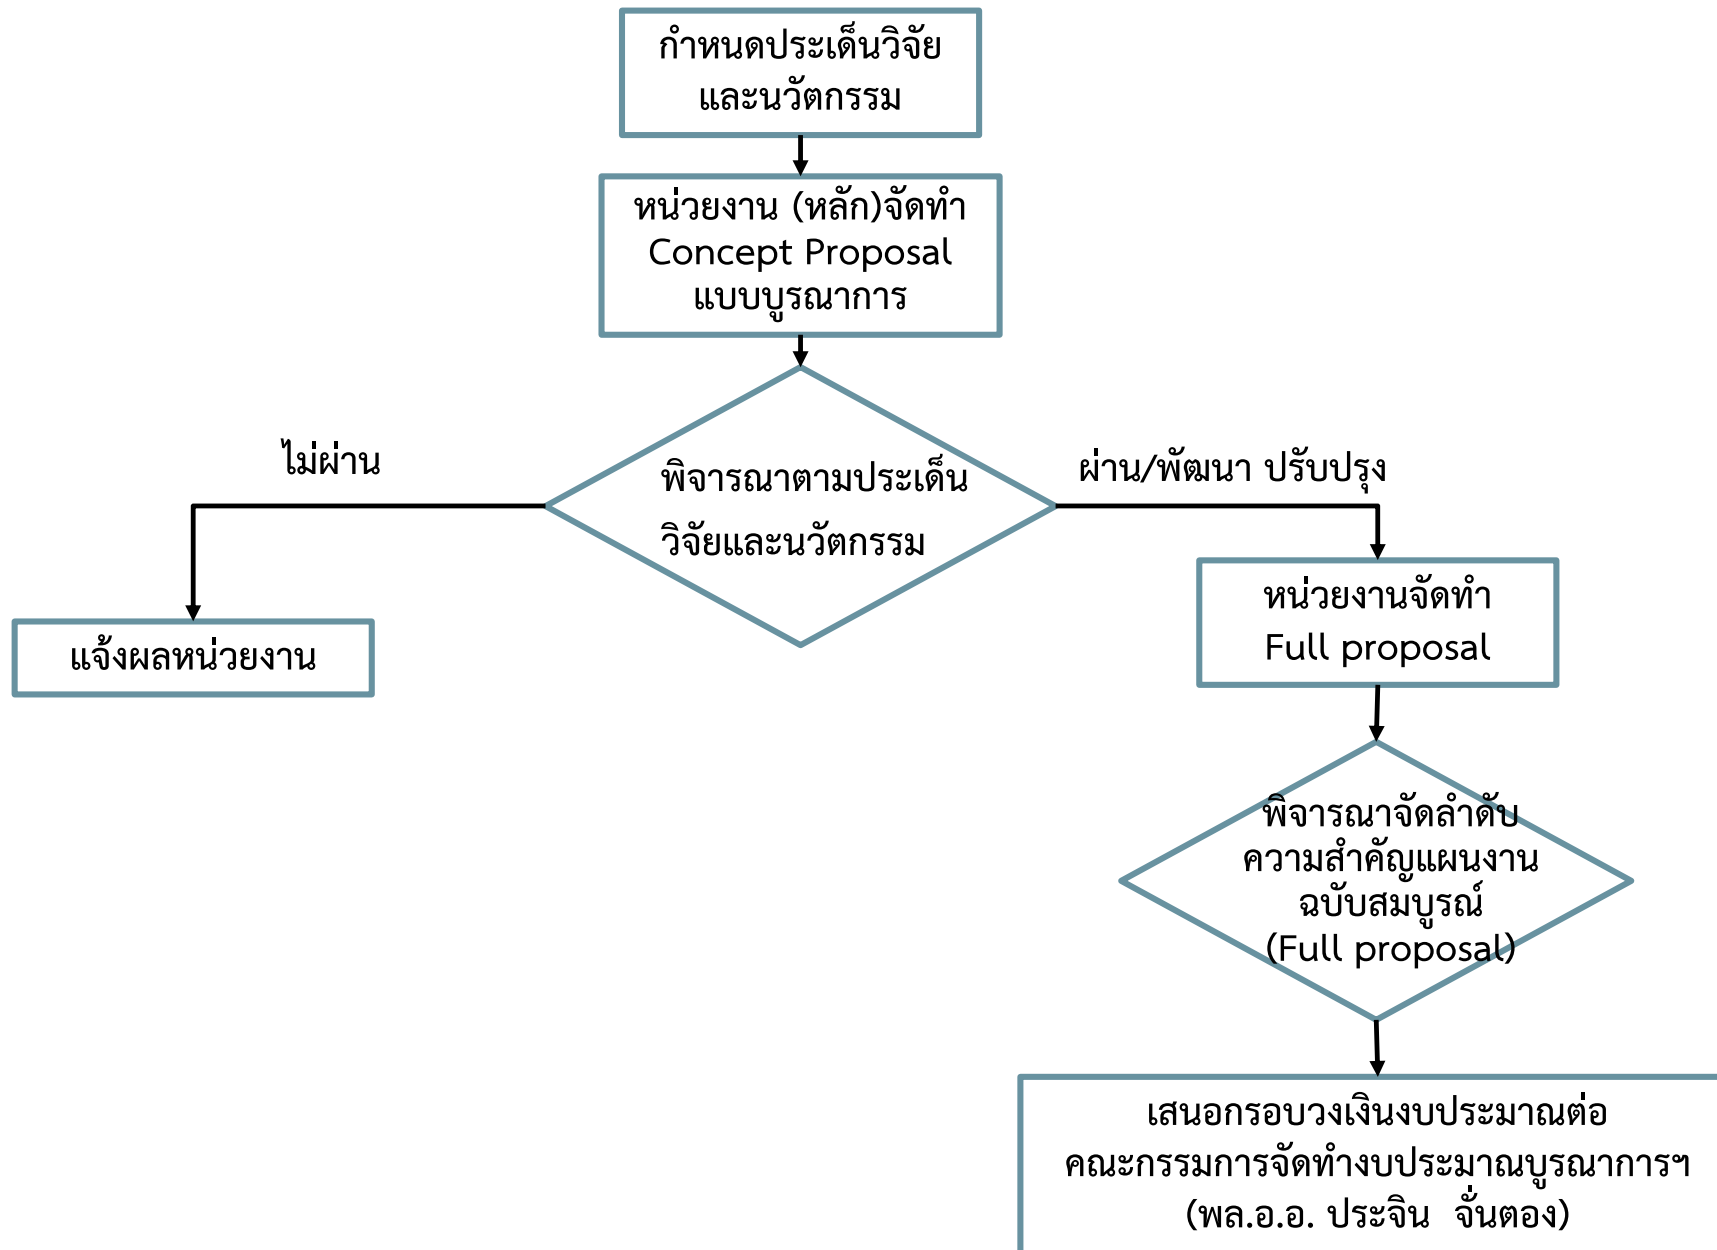 กำหนดประเด็นวิจัย
และนวัตกรรม
หน่วยงาน (หลัก)จัดทำ
Concept Proposal
แบบบูรณาการ
ไม่ผ่าน
พิจารณาตามประเด็น
วิจัยและนวัตกรรม
ผ่าน/พัฒนา ปรับปรุง
แจ้งผลหน่วยงาน
หน่วยงานจัดทำ
Full proposal
พิจารณาจัดลำดับ
ความสำคัญแผนงาน
ฉบับสมบูรณ์
(Full proposal)
เสนอกรอบวงเงินงบประมาณต่อ
คณะกรรมการจัดทำงบประมาณบูรณาการฯ
(พล.อ.อ. ประจิน  จั่นตอง)